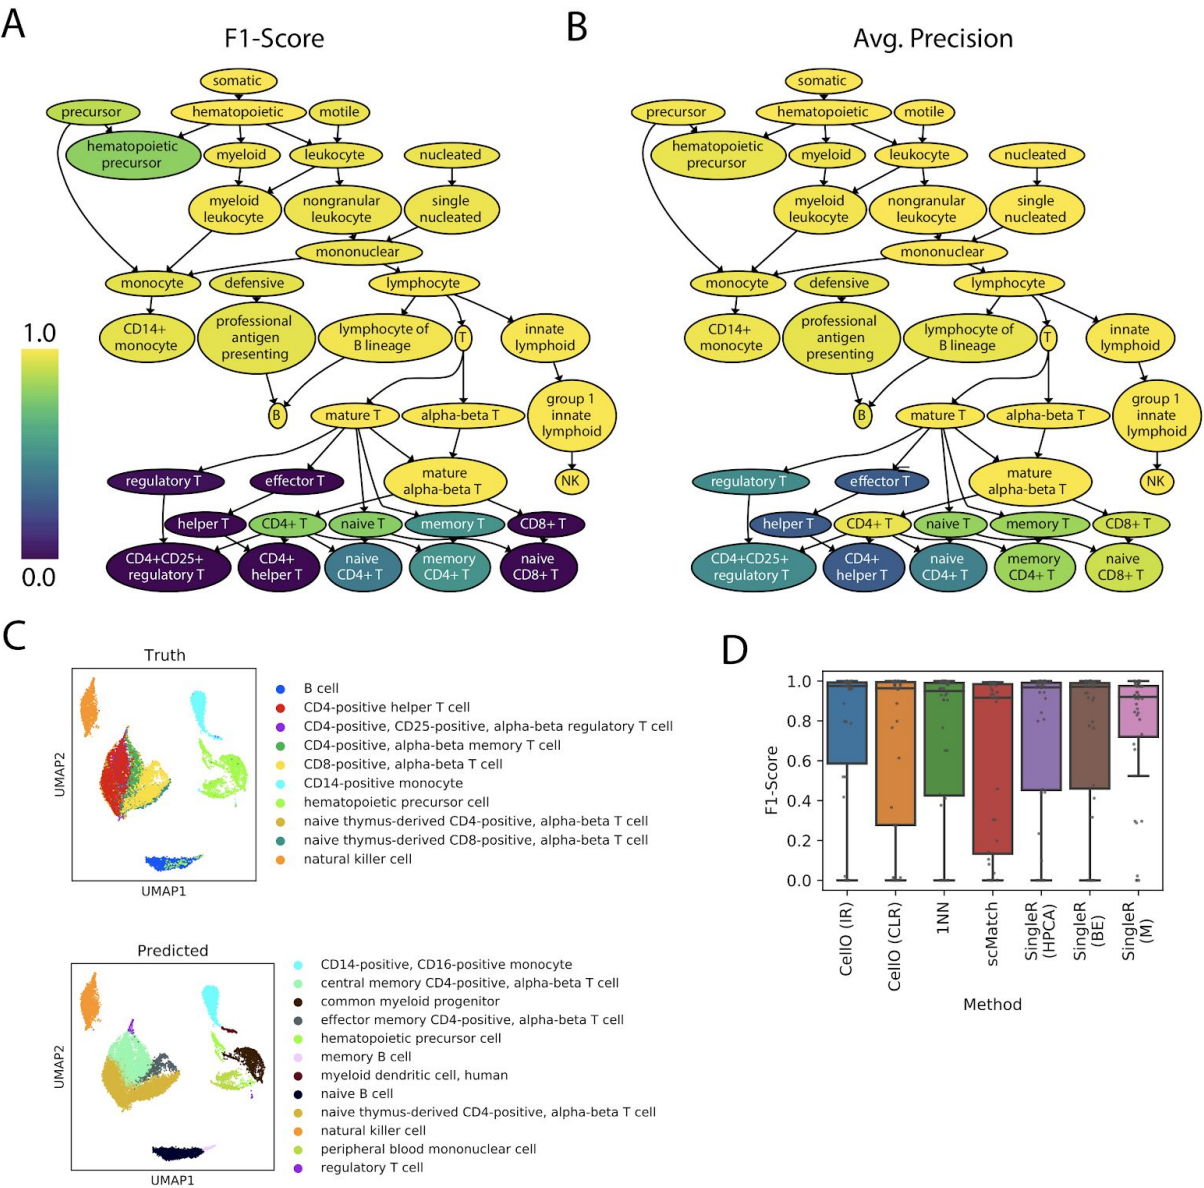 A
F1-Score
somatic
precursor
hematopoietic
motile
hematopoietic
precursor
myeloid
leukocyte
nucleated
myeloid
leukocyte
nongranular
leukocyte
single
nucleated
mononuclear
monocyte
defensive
lymphocyte
CD14+
monocyte
professional
antigen
presenting
lymphocyte of
B lineage
T
innate
lymphoid
B
mature T
alpha-beta T
group 1
innate
lymphoid
regulatory T
effector T
mature
alpha-beta T
NK
helper T
CD4+ T
naive T
memory T
CD8+ T
CD4+CD25+
regulatory T
CD4+
helper T
naive
CD4+ T
memory
CD4+ T
naive
CD8+ T
1.0
0.0
B
Avg. Precision
somatic
precursor
hematopoietic
motile
hematopoietic
precursor
myeloid
leukocyte
nucleated
myeloid
leukocyte
nongranular
leukocyte
single
nucleated
mononuclear
monocyte
defensive
lymphocyte
CD14+
monocyte
professional
antigen
presenting
lymphocyte of
B lineage
T
innate
lymphoid
B
mature T
alpha-beta T
group 1
innate
lymphoid
regulatory T
effector T
mature
alpha-beta T
NK
helper T
CD4+ T
naive T
memory T
CD8+ T
CD4+CD25+
regulatory T
CD4+
helper T
naive
CD4+ T
memory
CD4+ T
naive
CD8+ T
C
Truth
UMAP2
UMAP1
B cell
CD4-positive helper T cell
CD4-positive, CD25-positive, alpha-beta regulatory T cell
CD4-positive, alpha-beta memory T cell
CD8-positive, alpha-beta T cell
CD14-positive monocyte
hematopoietic precursor cell
naive thymus-derived CD4-positive, alpha-beta T cell
naive thymus-derived CD8-positive, alpha-beta T cell
natural killer cell
Predicted
UMAP2
UMAP1
CD14-positive, CD16-positive monocyte
central memory CD4-positive, alpha-beta T cell
common myeloid progenitor
effector memory CD4-positive, alpha-beta T cell
hematopoietic precursor cell
memory B cell
myeloid dendritic cell, human
naive B cell
naive thymus-derived CD4-positive, alpha-beta T cell
natural killer cell
peripheral blood mononuclear cell
regulatory T cell
D
F1-Score
1.0
0.8
0.6
0.4
0.2
0.0
CellO (IR)
CellO (CLR)
1NN
scMatch
SingleR
(HPCA)
SingleR
(BE)
SingleR
(M)
Method